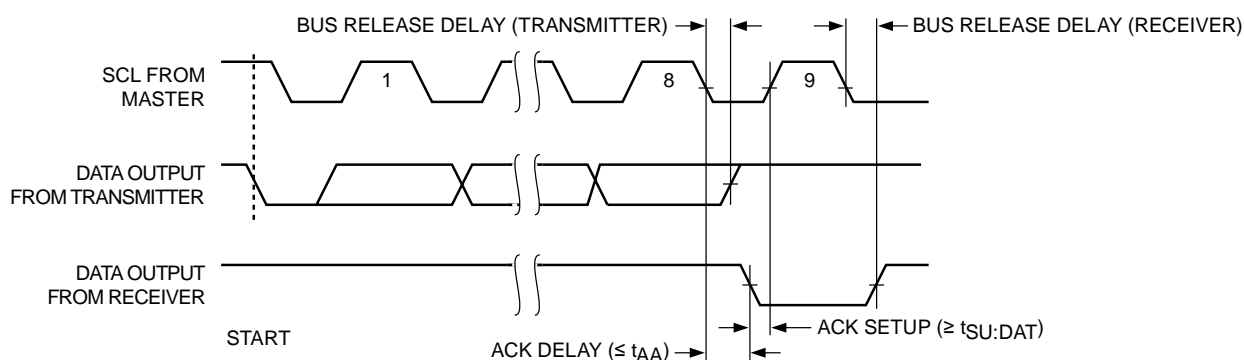 BUS RELEASE DELAY (TRANSMITTER)
BUS RELEASE DELAY (RECEIVER)
SCL FROM
MASTER
1
8
9
DATA OUTPUT
FROM TRANSMITTER
DATA OUTPUT
FROM RECEIVER
START
ACK SETUP (≥ tSU:DAT)
ACK DELAY (≤ tAA)